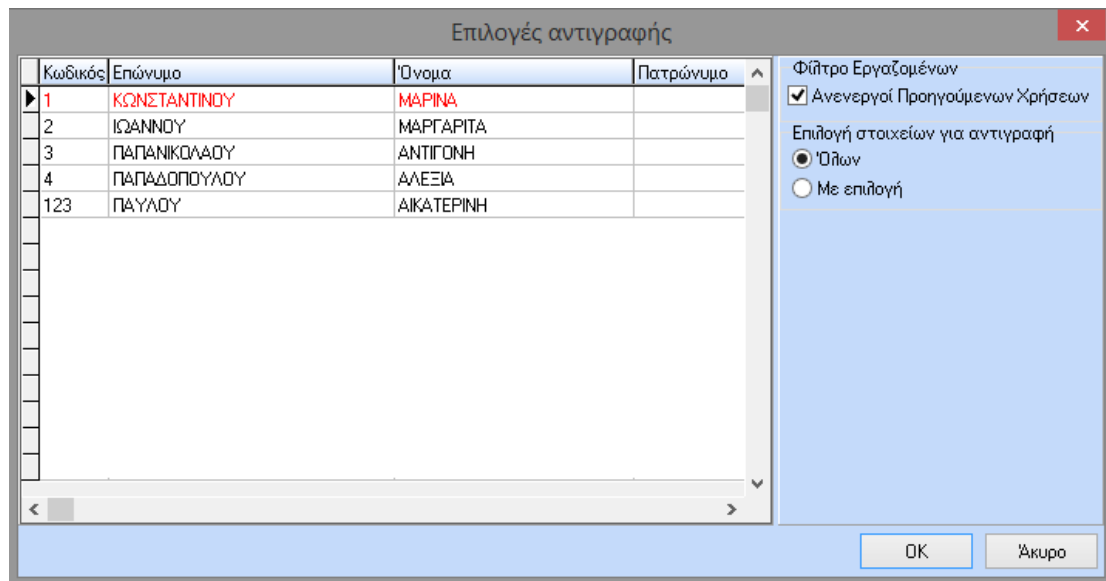 Επιλογές αντιγραφής
Κωδικός Επώνυμο Όνομα Πατρώνυμο
1 ΚΩΝΣΤΑΝΤΙΝΟΥ ΜΑΡΙΝΑ
2 ΙΩΑΝΝΟΥ ΜΑΡΓΑΡΙΤΑ
3 ΠΑΠΑΝΙΚΟΛΑΟΥ ΑΝΤΙΓΟΝΗ
4 ΠΑΠΑΔΟΠΟΥΛΟΥ ΑΛΕΞΙΑ
123 ΠΑΥΛΟΥ ΑΙΚΑΤΕΡΙΝΗ
Φίλτρο Εργαζομένων
Ανενεργοί Προηγούμενων Χρήσεων
Επιλογή στοιχείων για αντιγραφή
Όλων
Με επιλογή
OK Άκυρο